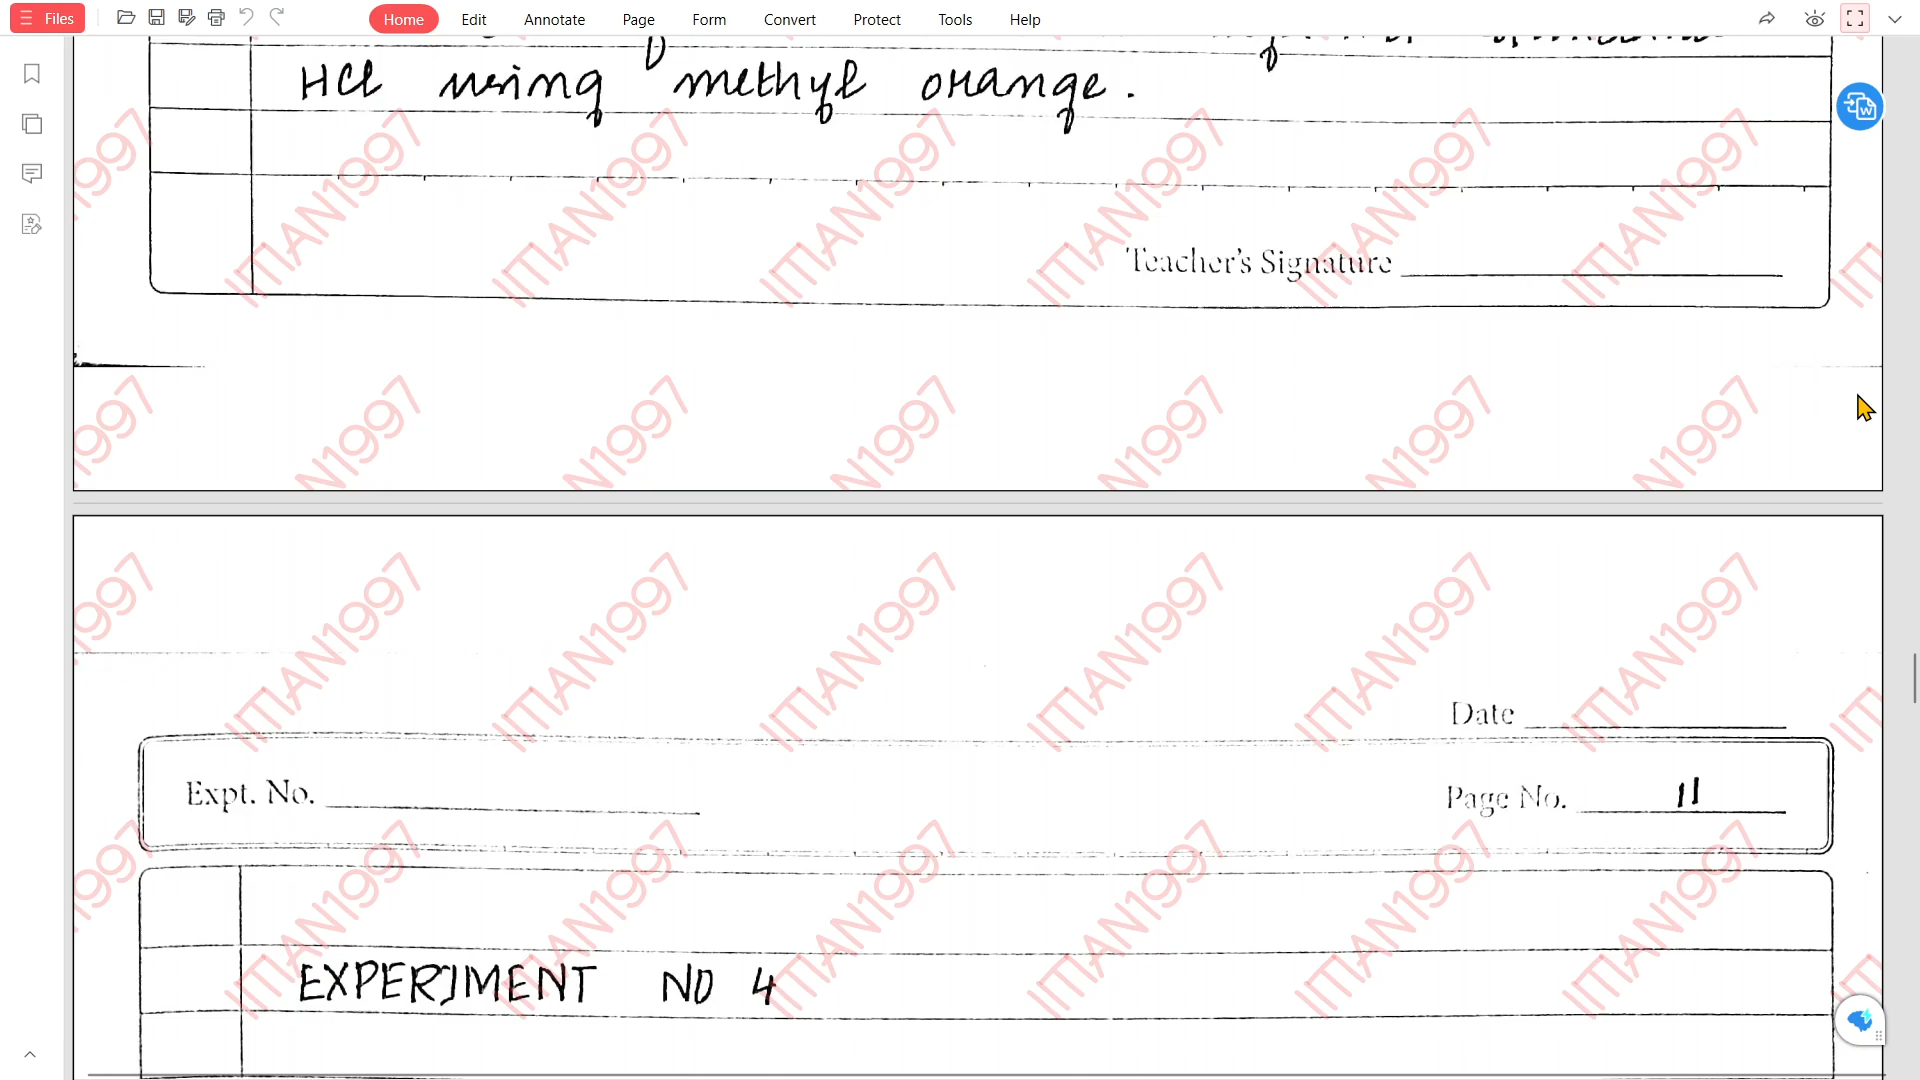 Files Home Edit Annotate Page Form Convert Protect Tools Help
HCl using methyl orange.
Teacher's Signature
Date
Expt. No. Page No. 11
EXPERIMENT NO 4
IITIAN1997